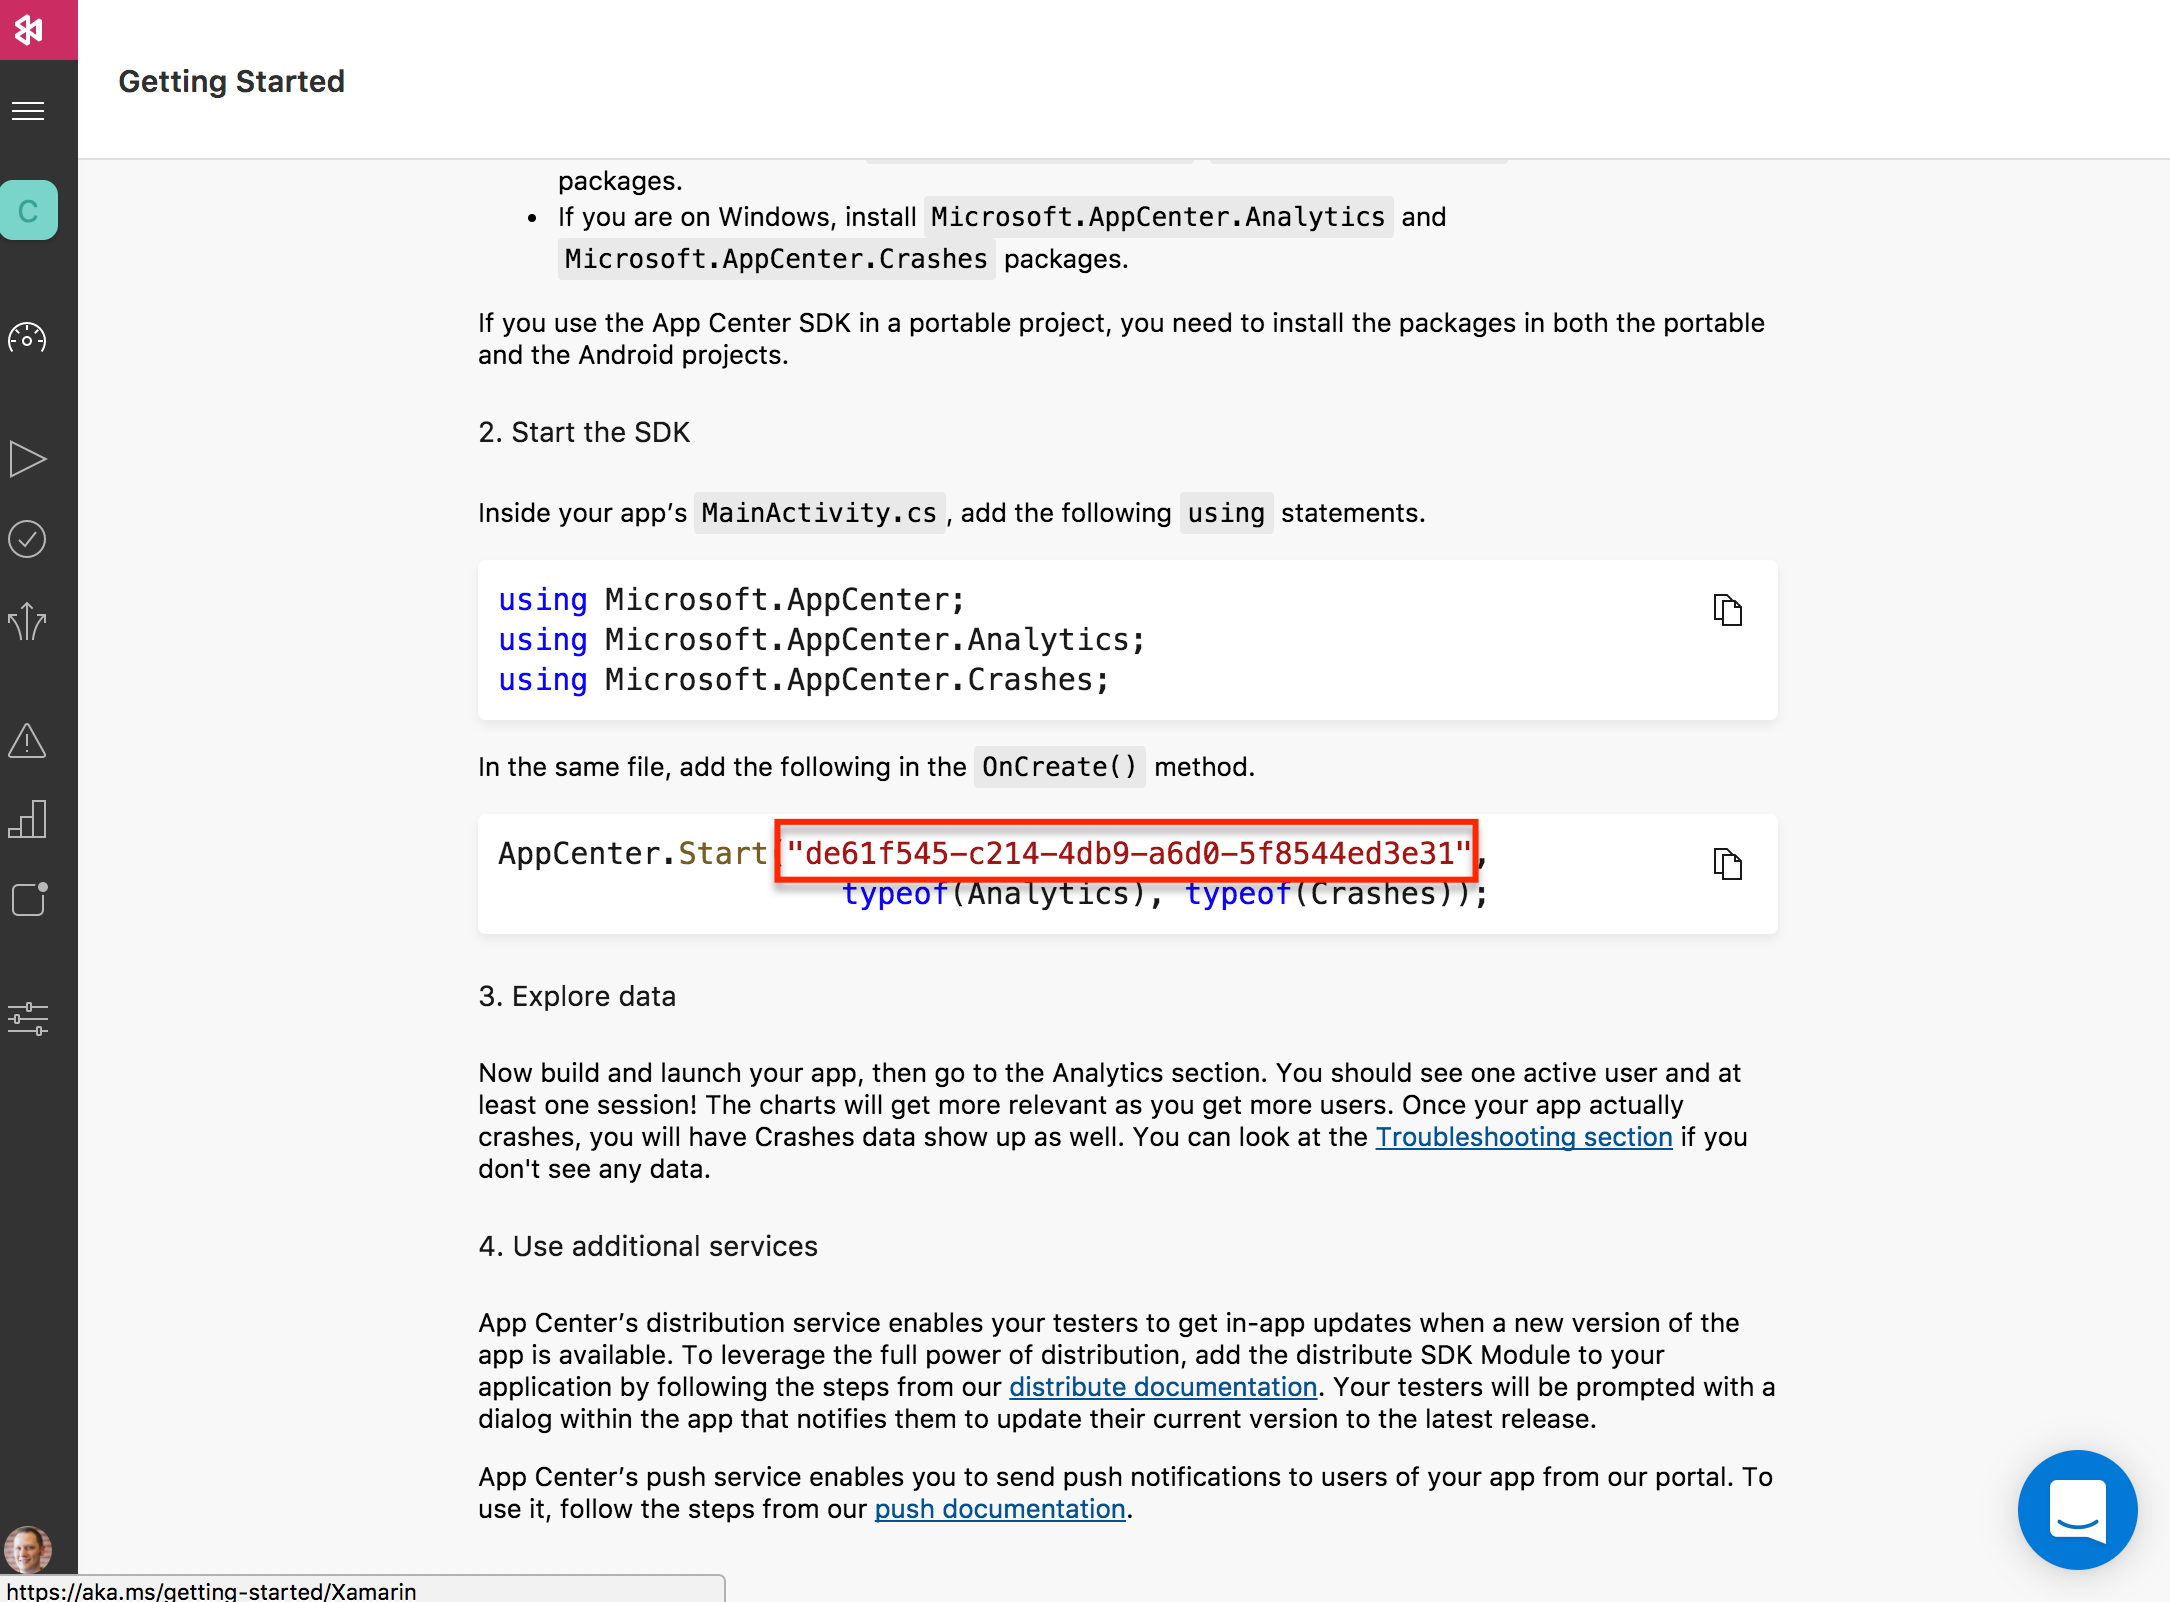 Getting Started
C
packages.
• If you are on Windows, install Microsoft.AppCenter.Analytics and
Microsoft.AppCenter.Crashes packages.
If you use the App Center SDK in a portable project, you need to install the packages in both the portable
and the Android projects.
2. Start the SDK
Inside your app’s MainActivity.cs, add the following using statements.
using Microsoft.AppCenter;
using Microsoft.AppCenter.Analytics;
using Microsoft.AppCenter.Crashes;
In the same file, add the following in the OnCreate() method.
AppCenter.Start("de61f545-c214-4db9-a6d0-5f8544ed3e31",
typeof(Analytics), typeof(Crashes));
3. Explore data
Now build and launch your app, then go to the Analytics section. You should see one active user and at
least one session! The charts will get more relevant as you get more users. Once your app actually
crashes, you will have Crashes data show up as well. You can look at the Troubleshooting section if you
don't see any data.
4. Use additional services
App Center’s distribution service enables your testers to get in-app updates when a new version of the
app is available. To leverage the full power of distribution, add the distribute SDK Module to your
application by following the steps from our distribute documentation. Your testers will be prompted with a
dialog within the app that notifies them to update their current version to the latest release.
App Center’s push service enables you to send push notifications to users of your app from our portal. To
use it, follow the steps from our push documentation.
https://aka.ms/getting-started/Xamarin